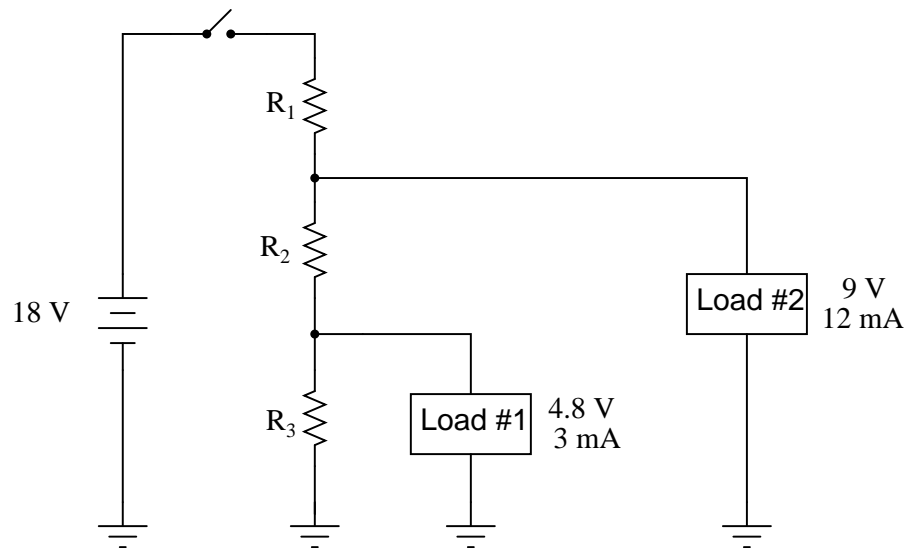 R₁
R₂
18 V
Load #2
9 V
12 mA
R₃
Load #1
4.8 V
3 mA